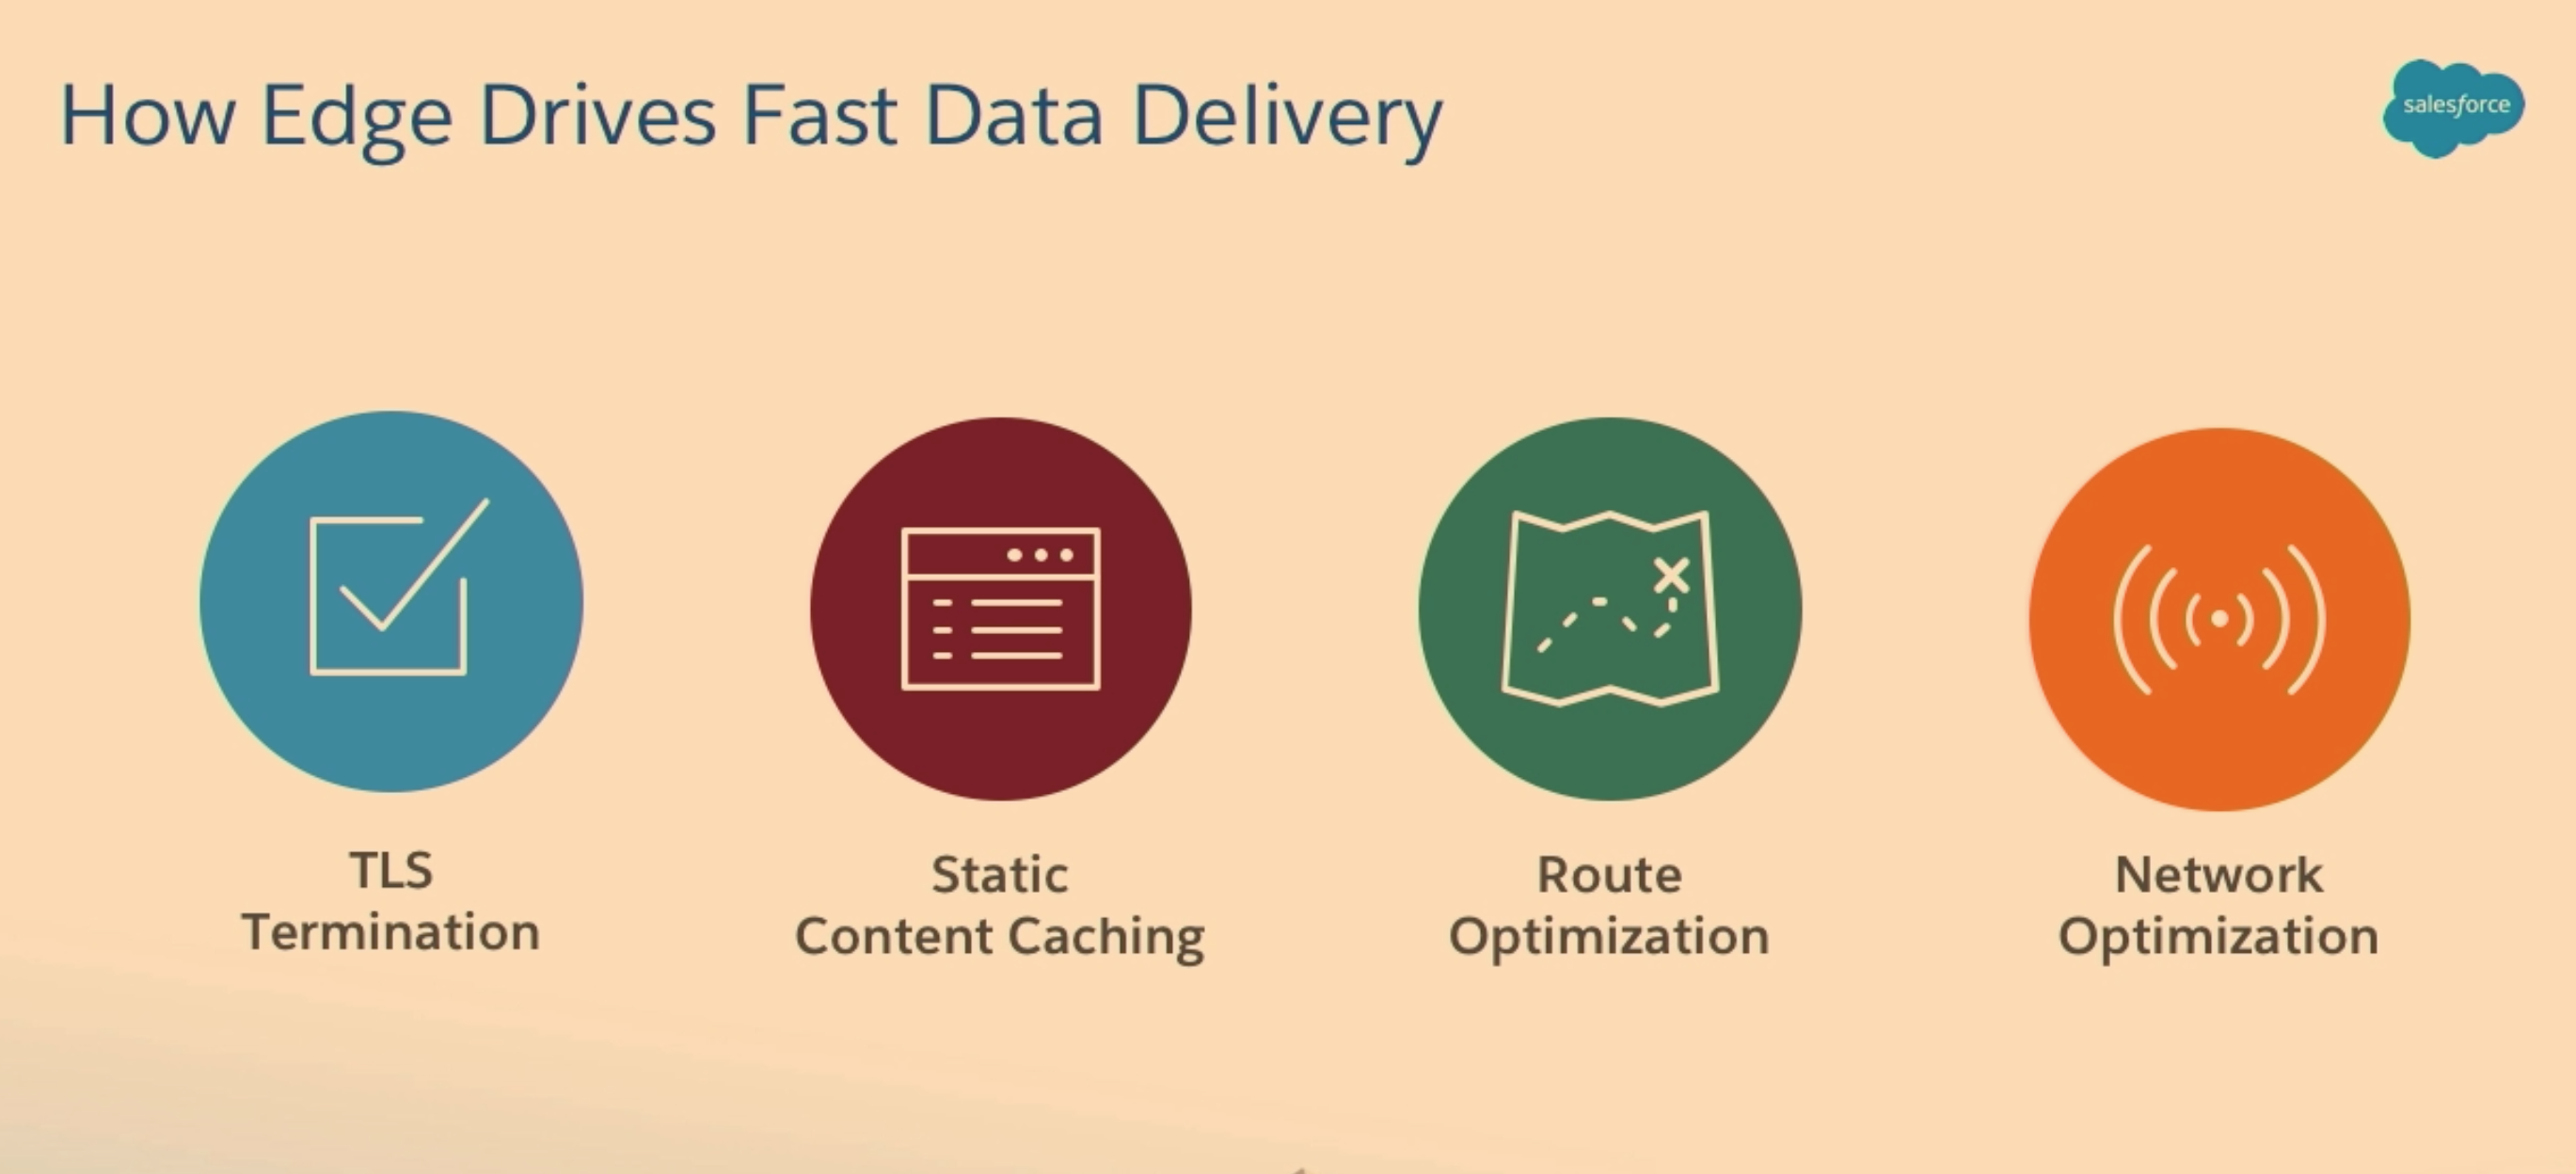 How Edge Drives Fast Data Delivery
salesforce
TLS
Termination
Static
Content Caching
Route
Optimization
Network
Optimization